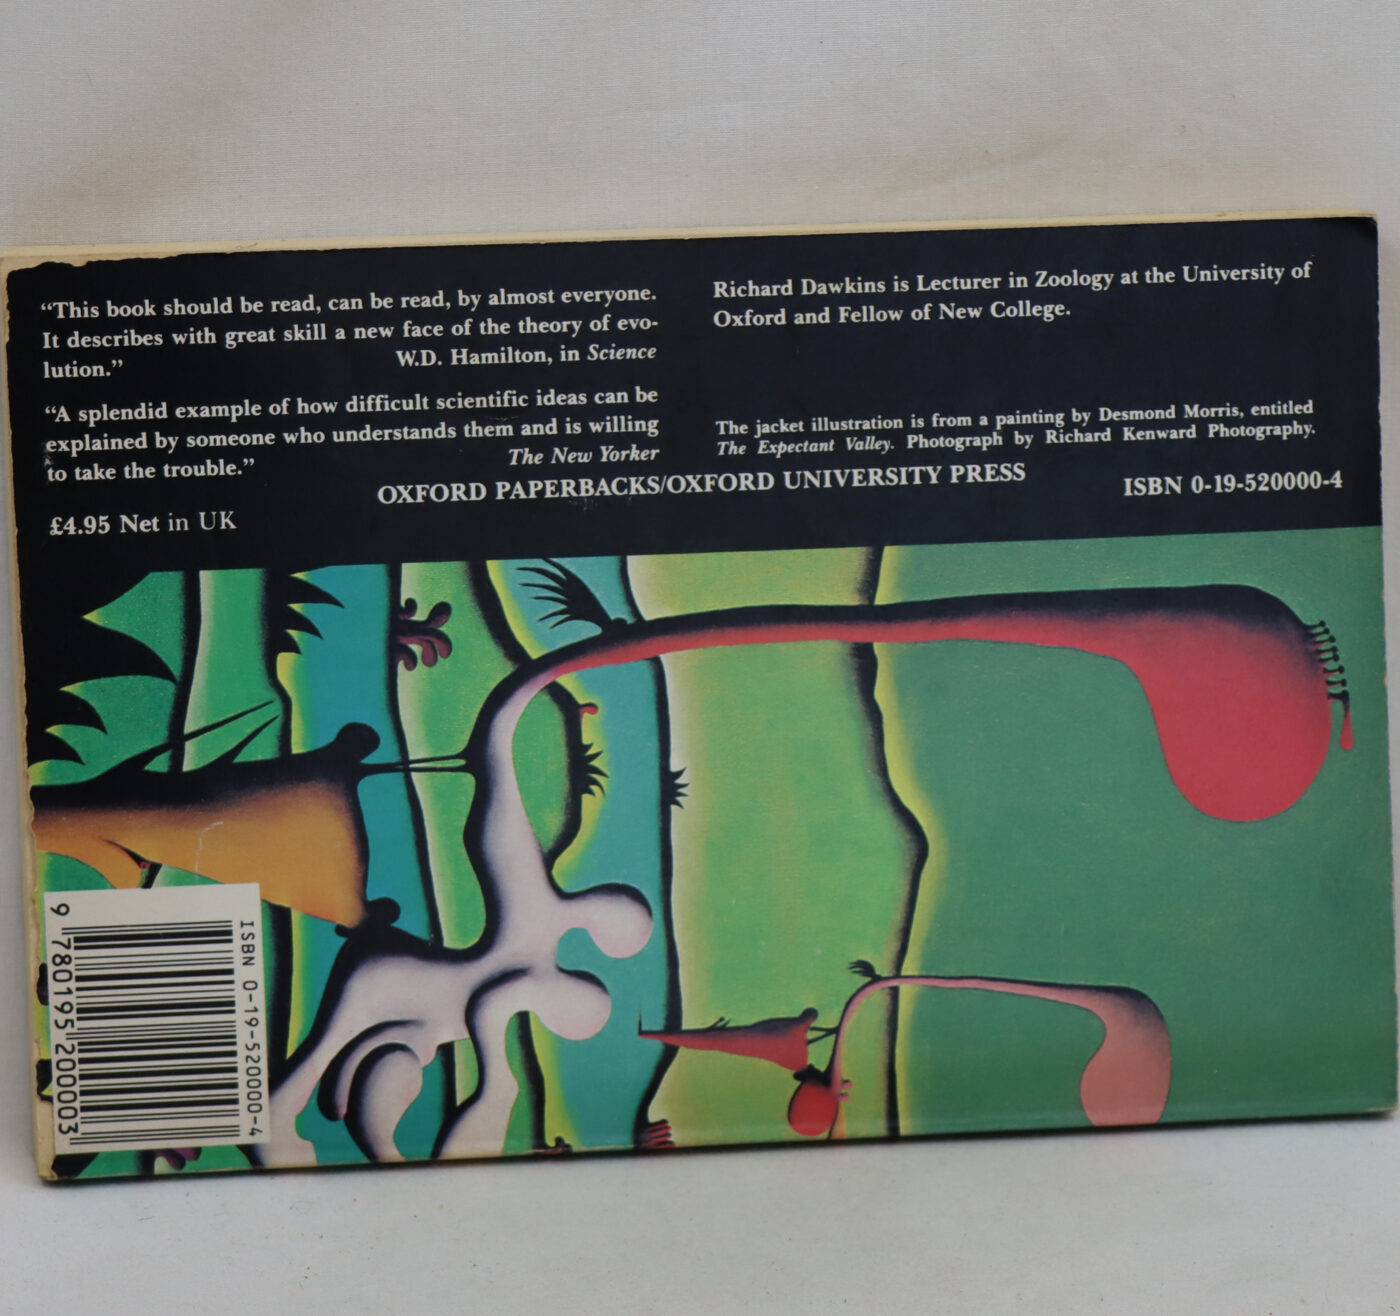 “This book should be read, can be read, by almost everyone.
It describes with great skill a new face of the theory of evo-
lution.”
W.D. Hamilton, in Science
“A splendid example of how difficult scientific ideas can be
explained by someone who understands them and is willing
to take the trouble.”
The New Yorker
£4.95 Net in UK
Richard Dawkins is Lecturer in Zoology at the University of
Oxford and Fellow of New College.
The jacket illustration is from a painting by Desmond Morris, entitled
The Expectant Valley. Photograph by Richard Kenward Photography.
OXFORD PAPERBACKS/OXFORD UNIVERSITY PRESS
ISBN 0-19-520000-4
ISBN 0-19-520000-4
9 780195 200003